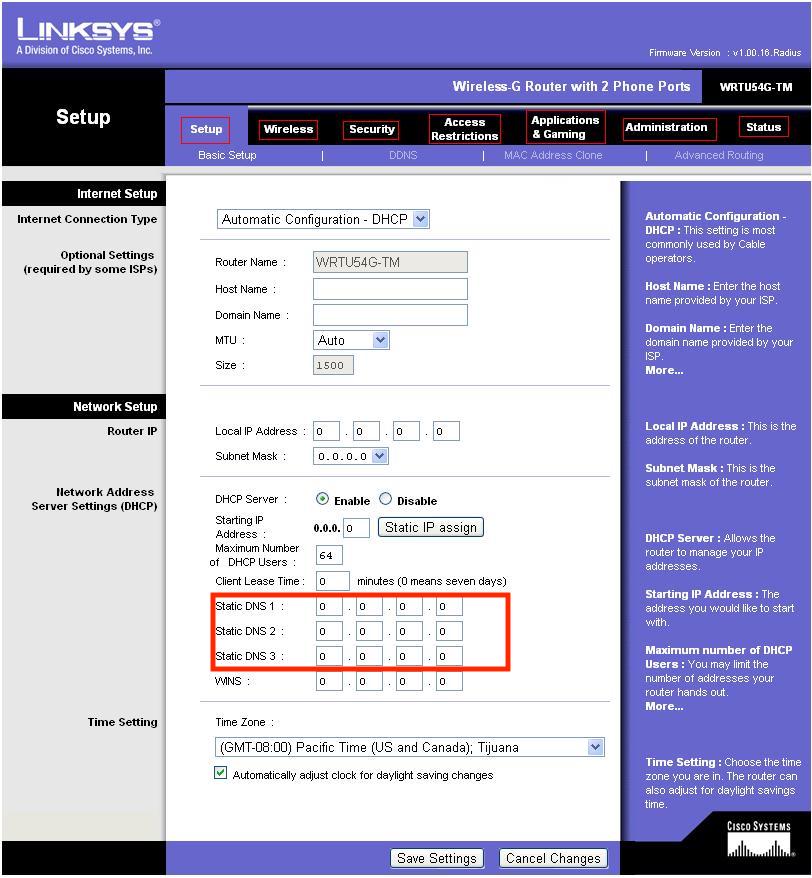 LINKSYS®
A Division of Cisco Systems, Inc.
Firmware Version : v1.00.16.Radius
Wireless-G Router with 2 Phone Ports
WRTU54G-TM
Setup
Setup Wireless Security Access Restrictions Applications & Gaming Administration Status
Basic Setup | DDNS | MAC Address Clone | Advanced Routing
Internet Setup
Internet Connection Type
Automatic Configuration - DHCP
Optional Settings
(required by some ISPs)
Router Name : WRTU54G-TM
Host Name :
Domain Name :
MTU : Auto
Size : 1500
Network Setup
Router IP
Local IP Address : 0 . 0 . 0 . 0
Subnet Mask : 0.0.0.0
Network Address
Server Settings (DHCP)
DHCP Server : Enable Disable
Starting IP
Address : 0.0.0. 0 Static IP assign
Maximum Number
of DHCP Users : 64
Client Lease Time : 0 minutes (0 means seven days)
Static DNS 1 : 0 . 0 . 0 . 0
Static DNS 2 : 0 . 0 . 0 . 0
Static DNS 3 : 0 . 0 . 0 . 0
WINS : 0 . 0 . 0 . 0
Time Setting
Time Zone :
(GMT-08:00) Pacific Time (US and Canada); Tijuana
Automatically adjust clock for daylight saving changes
Automatic Configuration -
DHCP : This setting is most
commonly used by Cable
operators.
Host Name : Enter the host
name provided by your ISP.
Domain Name : Enter the
domain name provided by your
ISP.
More...
Local IP Address : This is the
address of the router.
Subnet Mask : This is the
subnet mask of the router.
DHCP Server : Allows the
router to manage your IP
addresses.
Starting IP Address : The
address you would like to start
with.
Maximum number of DHCP
Users : You may limit the
number of addresses your
router hands out.
More...
Time Setting : Choose the time
zone you are in. The router can
also adjust for daylight savings
time.
CISCO SYSTEMS
Save Settings Cancel Changes